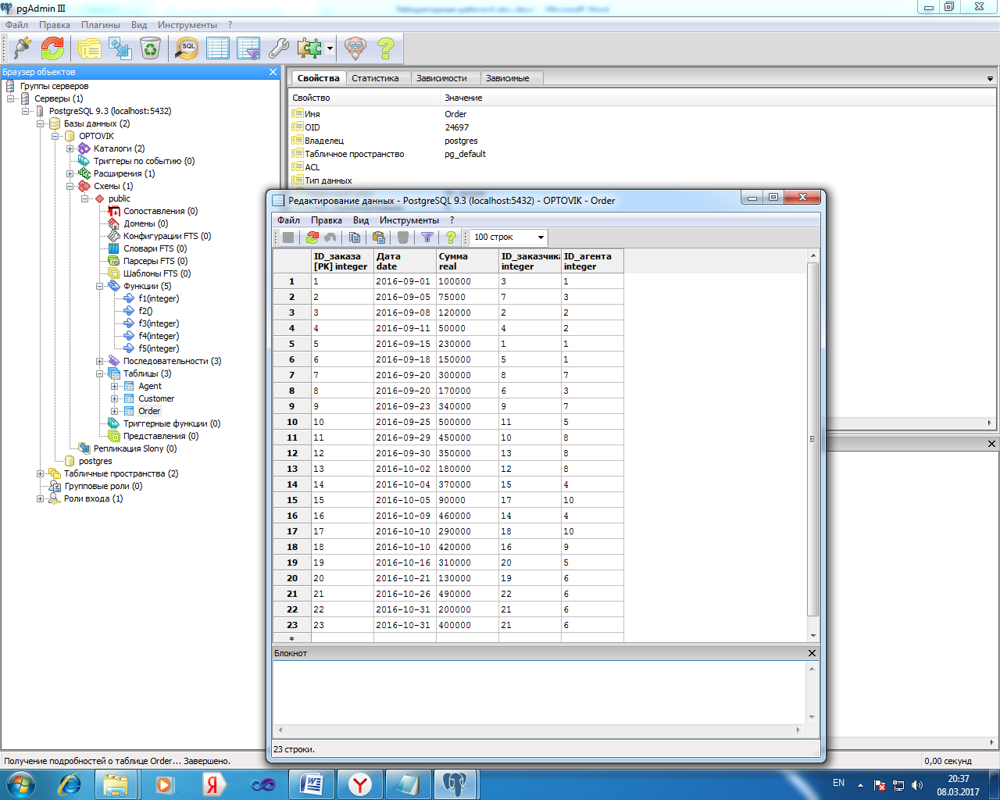 pgAdmin III
Файл Правка Плагины Вид Инструменты ?
SQL
Браузер объектов
Группы серверов
Серверы (1)
PostgreSQL 9.3 (localhost:5432)
Базы данных (2)
OPTOVIK
Каталоги (2)
Триггеры по событию (0)
Расширения (1)
Схемы (1)
public
Сопоставления (0)
Домены (0)
Конфигурации FTS (0)
Словари FTS (0)
Парсеры FTS (0)
Шаблоны FTS (0)
Функции (5)
f1(integer)
f2()
f3(integer)
f4(integer)
f5(integer)
Последовательности (3)
Таблицы (3)
Agent
Customer
Order
Триггерные функции (0)
Представления (0)
Репликация Slony (0)
postgres
Табличные пространства (2)
Групповые роли (0)
Роли входа (1)
Свойства Статистика Зависимости Зависимые
Свойство Значение
Имя Order
OID 24697
Владелец postgres
Табличное пространство pg_default
ACL
Тип данных
Редактирование данных - PostgreSQL 9.3 (localhost:5432) - OPTOVIK - Order
Файл Правка Вид Инструменты ?
100 строк
ID_заказа Дата Сумма ID_заказчика ID_агента
[PK] integer date real integer integer
1 1 2016-09-01 100000 3 1
2 2 2016-09-05 75000 7 3
3 3 2016-09-08 120000 2 2
4 4 2016-09-11 50000 4 2
5 5 2016-09-15 230000 1 1
6 6 2016-09-18 150000 5 1
7 7 2016-09-20 300000 8 7
8 8 2016-09-20 170000 6 3
9 9 2016-09-23 340000 9 7
10 10 2016-09-25 500000 11 5
11 11 2016-09-29 450000 10 8
12 12 2016-09-30 350000 13 8
13 13 2016-10-02 180000 12 8
14 14 2016-10-04 370000 15 4
15 15 2016-10-05 90000 17 10
16 16 2016-10-09 460000 14 4
17 17 2016-10-10 290000 18 10
18 18 2016-10-10 420000 16 9
19 19 2016-10-16 310000 20 5
20 20 2016-10-21 130000 19 6
21 21 2016-10-26 490000 22 6
22 22 2016-10-31 200000 21 6
23 23 2016-10-31 400000 21 6
*
Блокнот
23 строки.
Получение подробностей о таблице Order... Завершено.
0,00 секунд
EN
20:37
08.03.2017